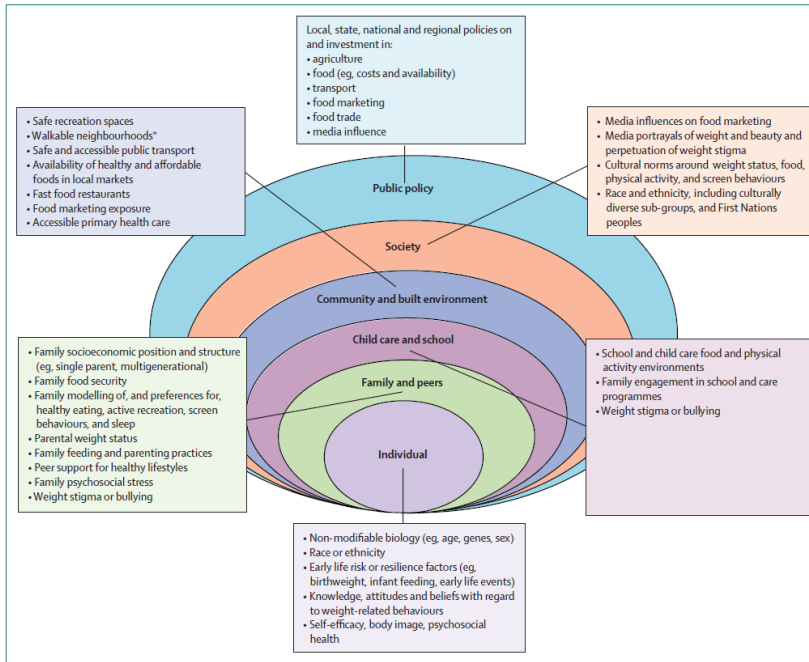 Local, state, national and regional policies on
and investment in:
• agriculture
• food (eg, costs and availability)
• transport
• food marketing
• food trade
• media influence
• Safe recreation spaces
• Walkable neighbourhoods*
• Safe and accessible public transport
• Availability of healthy and affordable
foods in local markets
• Fast food restaurants
• Food marketing exposure
• Accessible primary health care
• Media influences on food marketing
• Media portrayals of weight and beauty and
perpetuation of weight stigma
• Cultural norms around weight status, food,
physical activity, and screen behaviours
• Race and ethnicity, including culturally
diverse sub-groups, and First Nations
peoples
Public policy
Society
Community and built environment
Child care and school
Family and peers
Individual
• Family socioeconomic position and structure
(eg, single parent, multigenerational)
• Family food security
• Family modelling of, and preferences for,
healthy eating, active recreation, screen
behaviours, and sleep
• Parental weight status
• Family feeding and parenting practices
• Peer support for healthy lifestyles
• Family psychosocial stress
• Weight stigma or bullying
• School and child care food and physical
activity environments
• Family engagement in school and care
programmes
• Weight stigma or bullying
• Non-modifiable biology (eg, age, genes, sex)
• Race or ethnicity
• Early life risk or resilience factors (eg,
birthweight, infant feeding, early life events)
• Knowledge, attitudes and beliefs with regard
to weight-related behaviours
• Self-efficacy, body image, psychosocial
health